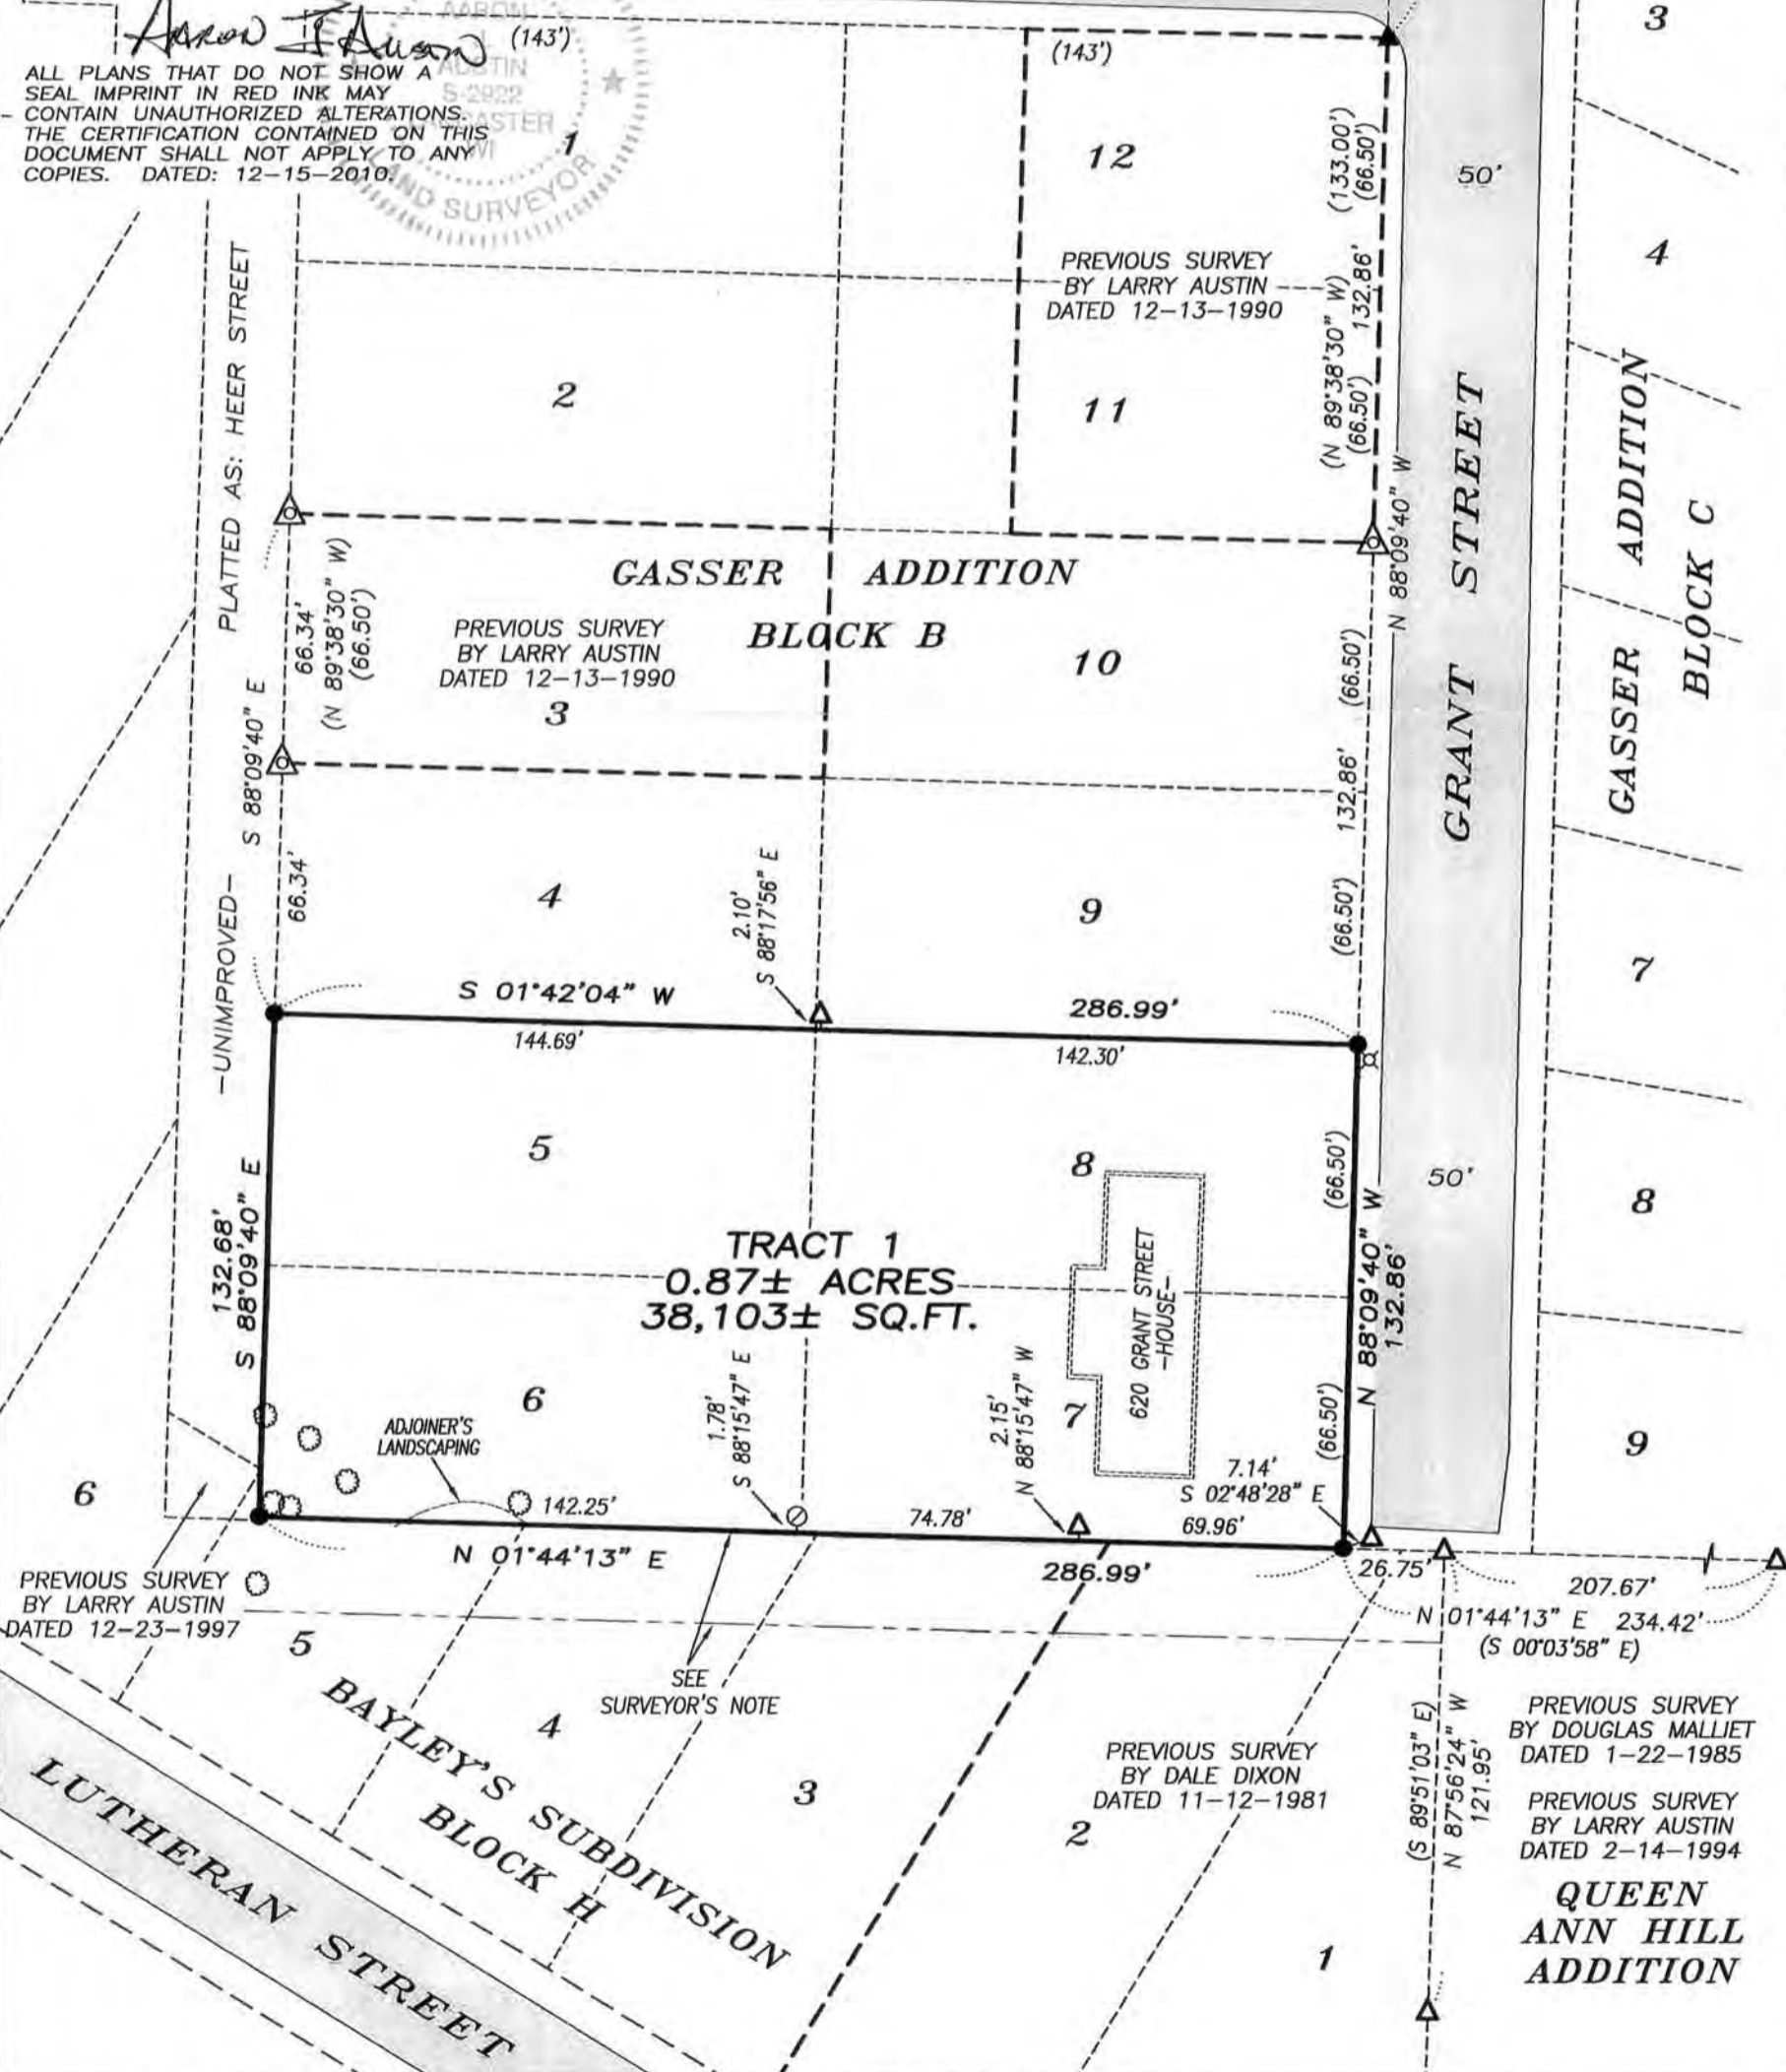 Aaron J Austin
AARON
AUSTIN
S-2922
LANCASTER
WI
LAND SURVEYOR
ALL PLANS THAT DO NOT SHOW A
SEAL IMPRINT IN RED INK MAY
CONTAIN UNAUTHORIZED ALTERATIONS.
THE CERTIFICATION CONTAINED ON THIS
DOCUMENT SHALL NOT APPLY TO ANY
COPIES. DATED: 12-15-2010.
(143')
(143')
1
12
(133.00')
(66.50')
50'
3
4
PLATTED AS: HEER STREET
PREVIOUS SURVEY
BY LARRY AUSTIN
DATED 12-13-1990
(N 89°38'30" W)
132.86'
(66.50')
2
11
N 88°09'40" W
GRANT STREET
GASSER ADDITION
BLOCK C
GASSER ADDITION
BLOCK B
66.34'
(N 89°38'30" W)
(66.50')
PREVIOUS SURVEY
BY LARRY AUSTIN
DATED 12-13-1990
3
10
(66.50')
132.86'
S 88°09'40" E
-UNIMPROVED-
66.34'
4
2.10'
S 88°17'56" E
9
(66.50')
7
S 01°42'04" W
286.99'
144.69'
142.30'
5
8
(66.50')
50'
8
132.68'
S 88°09'40" E
TRACT 1
0.87± ACRES
38,103± SQ.FT.
620 GRANT STREET
-HOUSE-
N 88°09'40" W
132.86'
6
ADJOINER'S
LANDSCAPING
1.78'
S 88°15'47" E
2.15'
N 88°15'47" W
7
(66.50')
9
7.14'
S 02°48'28" E
6
142.25'
74.78'
69.96'
N 01°44'13" E
286.99'
26.75'
207.67'
N 01°44'13" E 234.42'
(S 00°03'58" E)
PREVIOUS SURVEY
BY LARRY AUSTIN
DATED 12-23-1997
5
SEE
SURVEYOR'S NOTE
4
BAYLEY'S SUBDIVISION
BLOCK H
3
PREVIOUS SURVEY
BY DALE DIXON
DATED 11-12-1981
2
(S 89°51'03" E)
N 87°56'24" W
121.95'
PREVIOUS SURVEY
BY DOUGLAS MALLIET
DATED 1-22-1985
PREVIOUS SURVEY
BY LARRY AUSTIN
DATED 2-14-1994
QUEEN
ANN HILL
ADDITION
1
LUTHERAN STREET